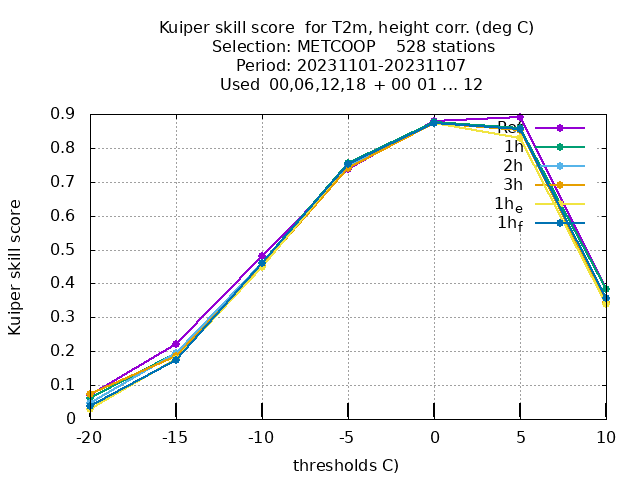 Kuiper skill score  for T2m, height corr. (deg C)
Selection: METCOOP    528 stations
Period: 20231101-20231107
Used  00,06,12,18  + 00 01 ... 12
0.9
0.8
0.7
0.6
0.5
0.4
0.3
0.2
0.1
0
Kuiper skill score
Ref
1h
2h
3h
1h_e
1h_f
-20 -15 -10 -5 0 5 10
thresholds C)